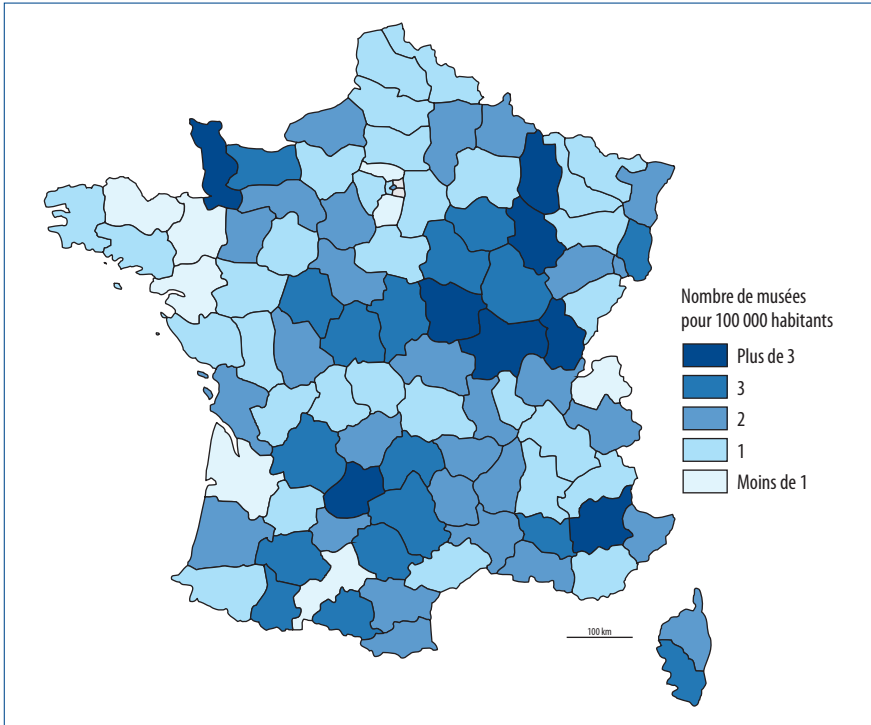 Nombre de musées
pour 100 000 habitants
Plus de 3
3
2
1
Moins de 1
100 km